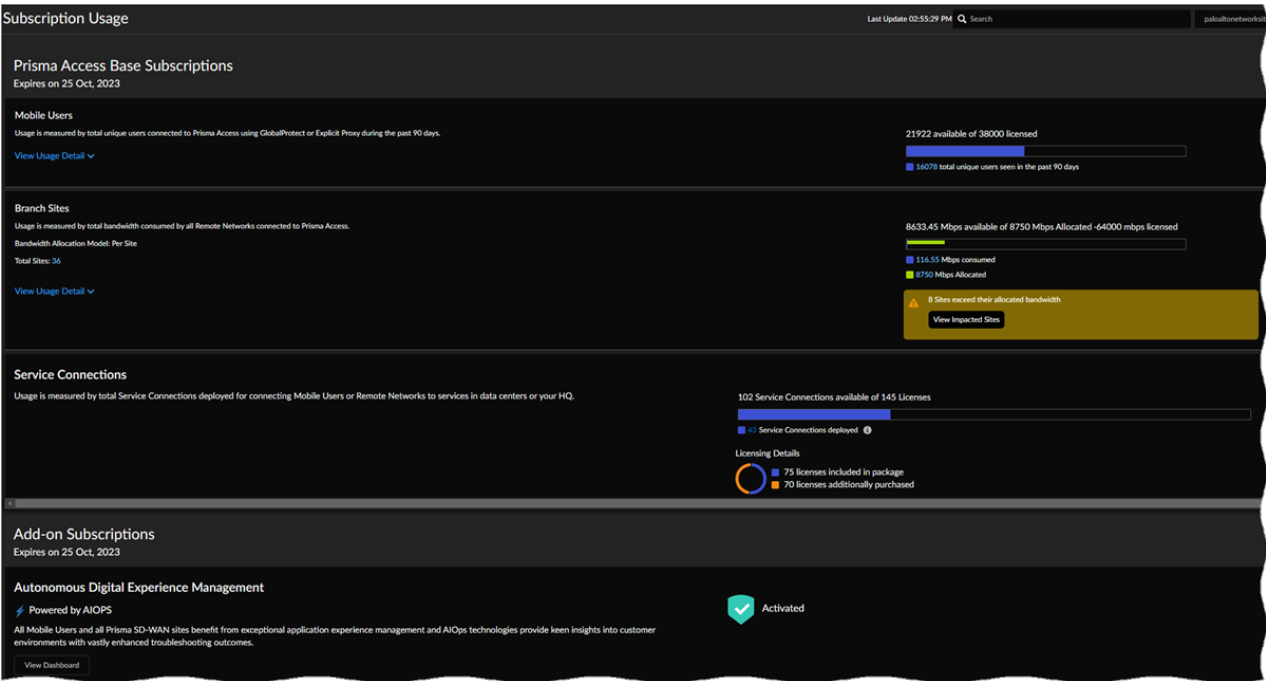 Subscription Usage
Last Update 02:55:29 PM
Search
paloaltonetworksit
Prisma Access Base Subscriptions
Expires on 25 Oct, 2023
Mobile Users
Usage is measured by total unique users connected to Prisma Access using GlobalProtect or Explicit Proxy during the past 90 days.
View Usage Detail
21922 available of 38000 licensed
16078 total unique users seen in the past 90 days
Branch Sites
Usage is measured by total bandwidth consumed by all Remote Networks connected to Prisma Access.
Bandwidth Allocation Model: Per Site
Total Sites: 36
View Usage Detail
8633.45 Mbps available of 8750 Mbps Allocated -64000 mbps licensed
116.55 Mbps consumed
8750 Mbps Allocated
8 Sites exceed their allocated bandwidth
View Impacted Sites
Service Connections
Usage is measured by total Service Connections deployed for connecting Mobile Users or Remote Networks to services in data centers or your HQ.
102 Service Connections available of 145 Licenses
43 Service Connections deployed
Licensing Details
75 licenses included in package
70 licenses additionally purchased
Add-on Subscriptions
Expires on 25 Oct, 2023
Autonomous Digital Experience Management
Powered by AIOPS
All Mobile Users and all Prisma SD-WAN sites benefit from exceptional application experience management and AIOps technologies provide keen insights into customer
environments with vastly enhanced troubleshooting outcomes.
View Dashboard
Activated